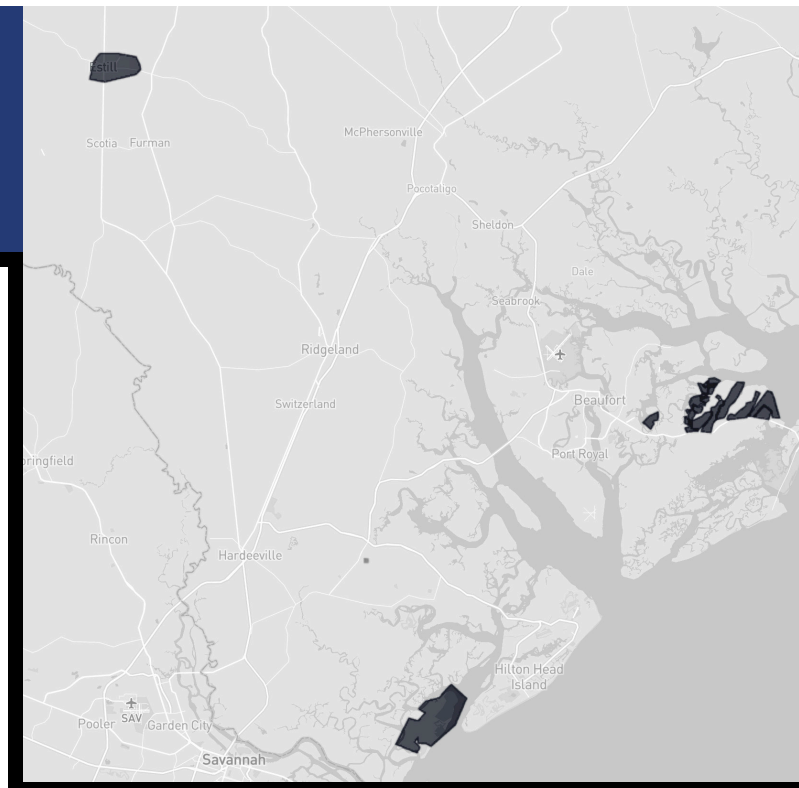 Estill
Scotia
Furman
McPhersonville
Pocotaligo
Sheldon
Dale
Seabrook
Ridgeland
Switzerland
Beaufort
Port Royal
Rincon
Hardeeville
Hilton Head
Island
Pooler
SAV
Garden City
Savannah